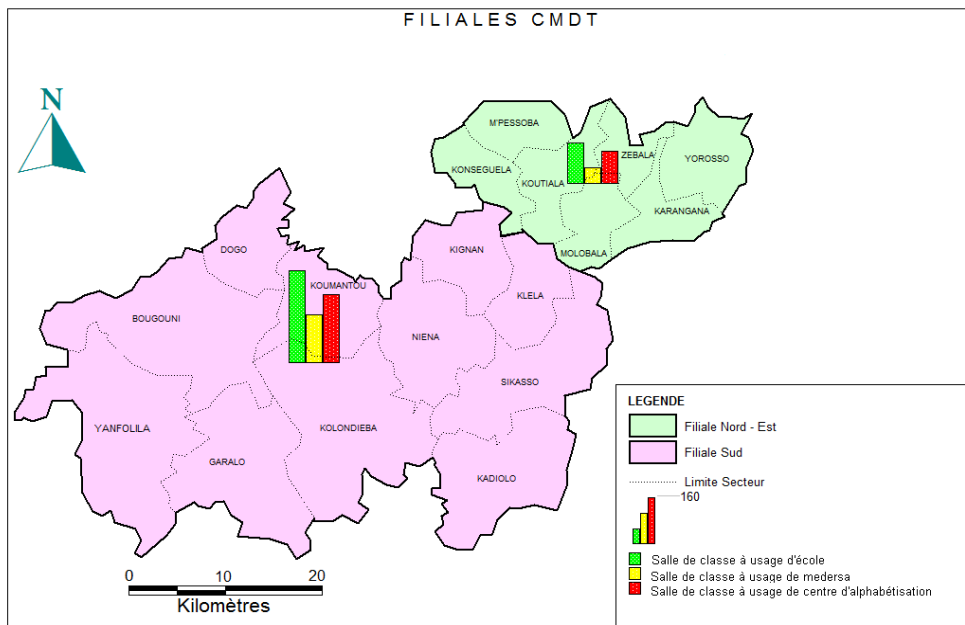 FILIALES CMDT
N
M'PESSOBA
ZEBALA
YOROSSO
KONSEGUELA
KOUTIALA
KARANGANA
KIGNAN
MOLOBALA
DOGO
KOUMANTOU
KLELA
BOUGOUNI
NIENA
SIKASSO
YANFOLILA
KOLONDIEBA
GARALO
KADIOLO
LEGENDE
Filiale Nord - Est
Filiale Sud
Limite Secteur
160
Salle de classe à usage d'école
Salle de classe à usage de medersa
Salle de classe à usage de centre d'alphabétisation
0 10 20
Kilomètres